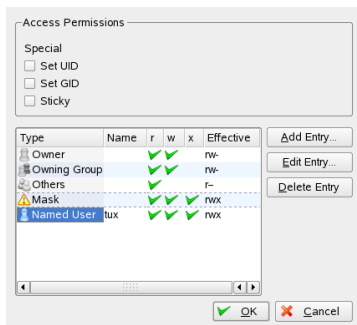 Access Permissions
Special
Set UID
Set GID
Sticky
Type Name r w x Effective
Owner rw-
Owning Group rw-
Others r--
Mask rwx
Named User tux rwx
Add Entry...
Edit Entry...
Delete Entry
OK
Cancel